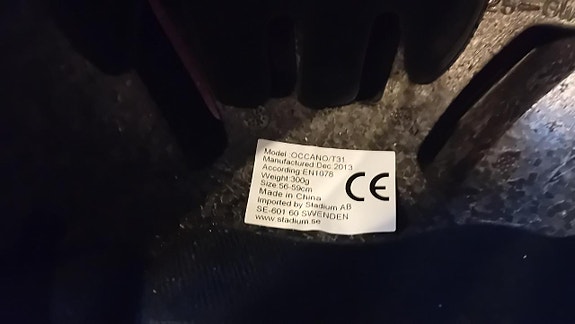 Model :OCCANO/T31
Manufactured:Dec.2013
According:EN1078
Weight:300g
Size:56-59cm
Made in China
Imported by Stadium AB
SE-601 60 SWENDEN
www.stadium.se
CE